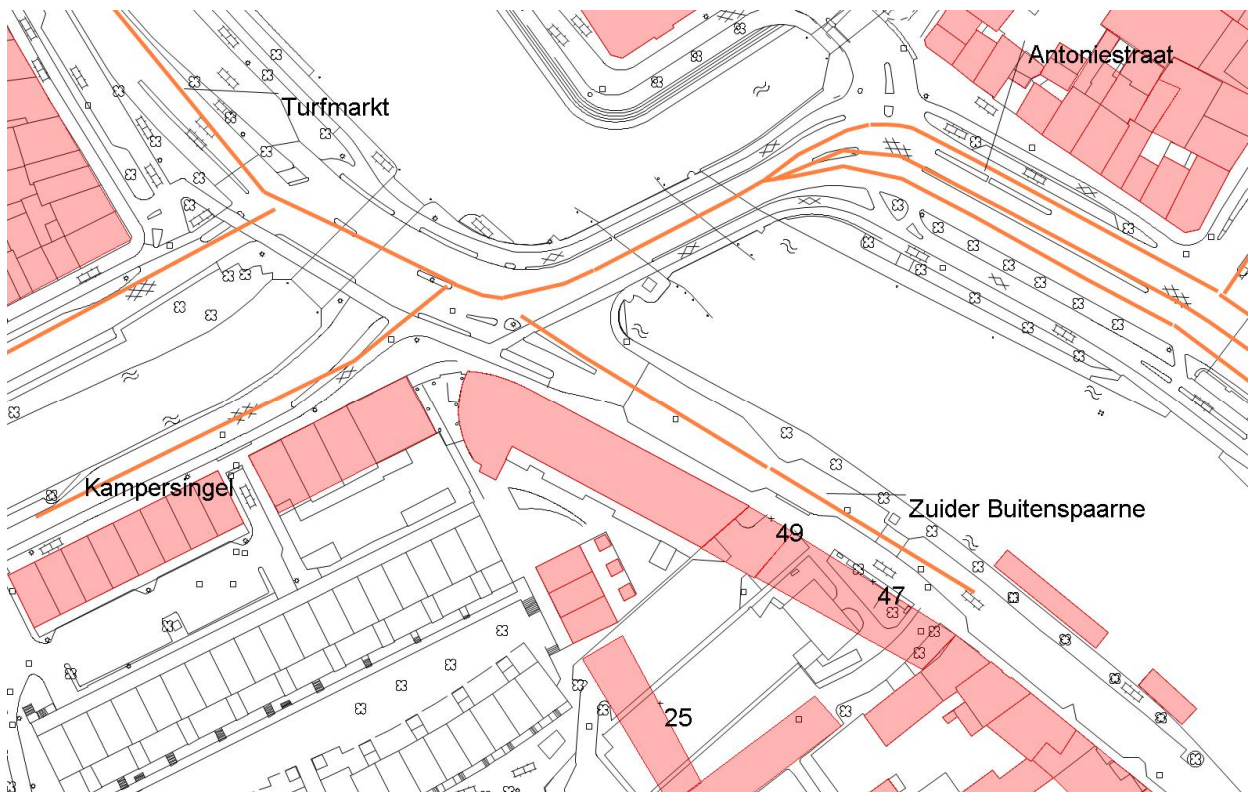 Antoniestraat
Turfmarkt
Kampersingel
Zuider Buitenspaarne
49
47
25